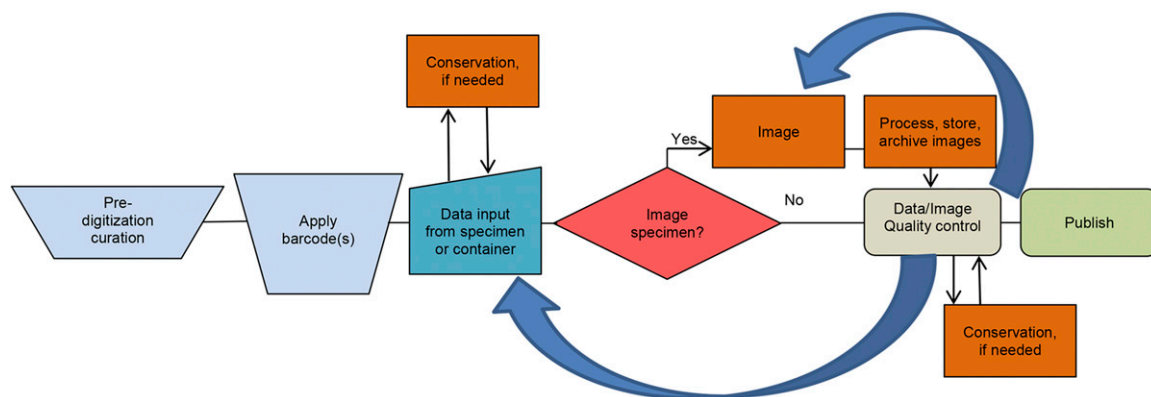 Pre-
digitization
curation
Apply
barcode(s)
Conservation,
if needed
Data input
from specimen
or container
Image
specimen?
Yes
No
Image
Process, store,
archive images
Data/Image
Quality control
Conservation,
if needed
Publish